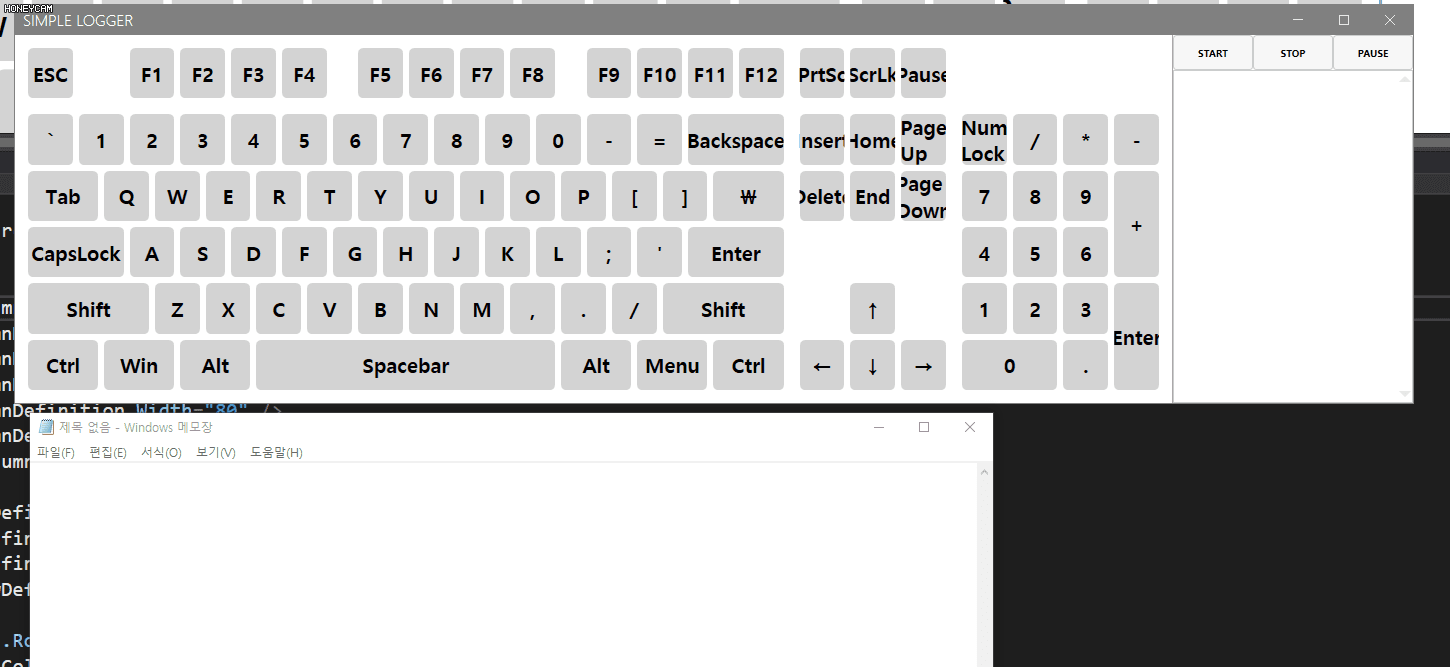 HONEYCAM
SIMPLE LOGGER
START STOP PAUSE
ESC F1 F2 F3 F4 F5 F6 F7 F8 F9 F10 F11 F12 PrtSc ScrLk Pause
` 1 2 3 4 5 6 7 8 9 0 - = Backspace Insert Home Page Up Num Lock / * -
Tab Q W E R T Y U I O P [ ] ₩ Delete End Page Down 7 8 9 +
CapsLock A S D F G H J K L ; ' Enter 4 5 6
Shift Z X C V B N M , . / Shift ↑ 1 2 3 Enter
Ctrl Win Alt Spacebar Alt Menu Ctrl ← ↓ → 0 .
anDefinition Width="80" />
제목 없음 - Windows 메모장
파일(F) 편집(E) 서식(O) 보기(V) 도움말(H)